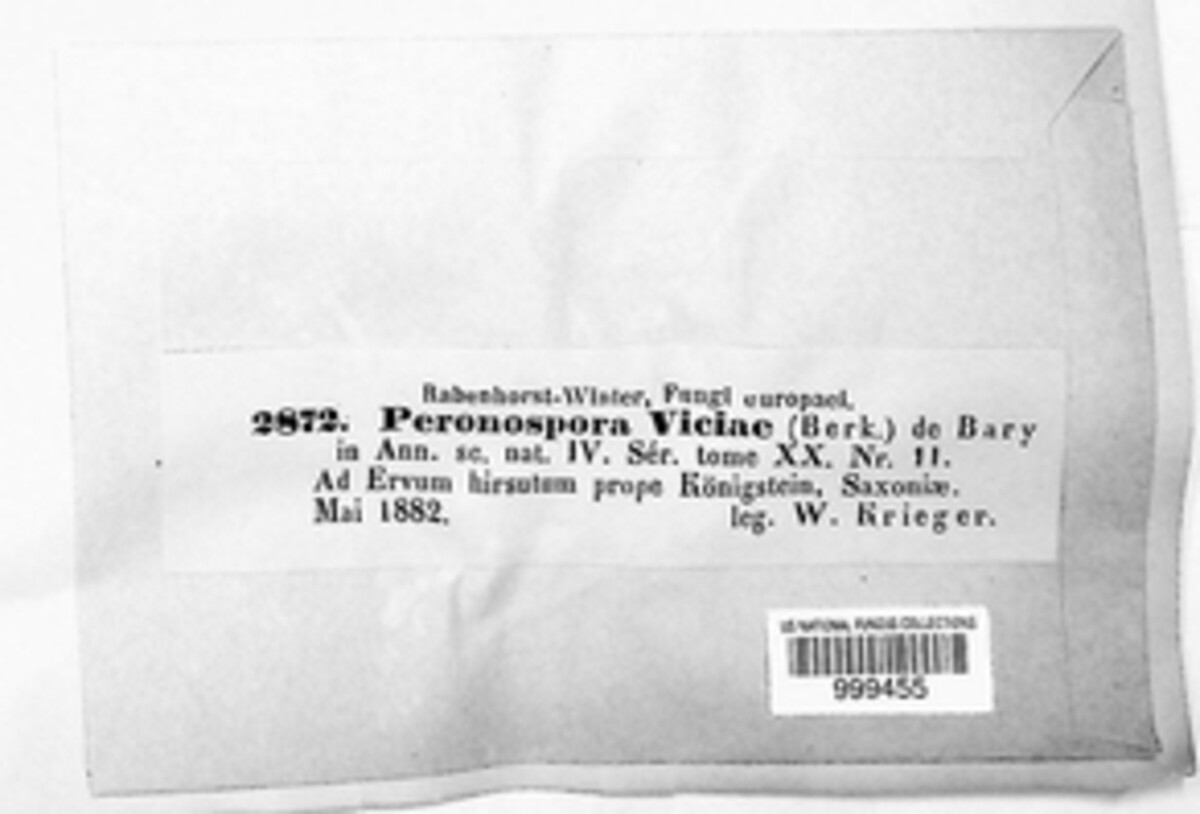 Rabenhorst-Winter, Fungi europaei.
2872. Peronospora Viciae (Berk.) de Bary
in Ann. sc. nat. IV. Sér. tome XX. Nr. 11.
Ad Ervum hirsutum prope Königstein, Saxoniæ.
Mai 1882. leg. W. Krieger.
US NATIONAL FUNGUS COLLECTIONS
999455